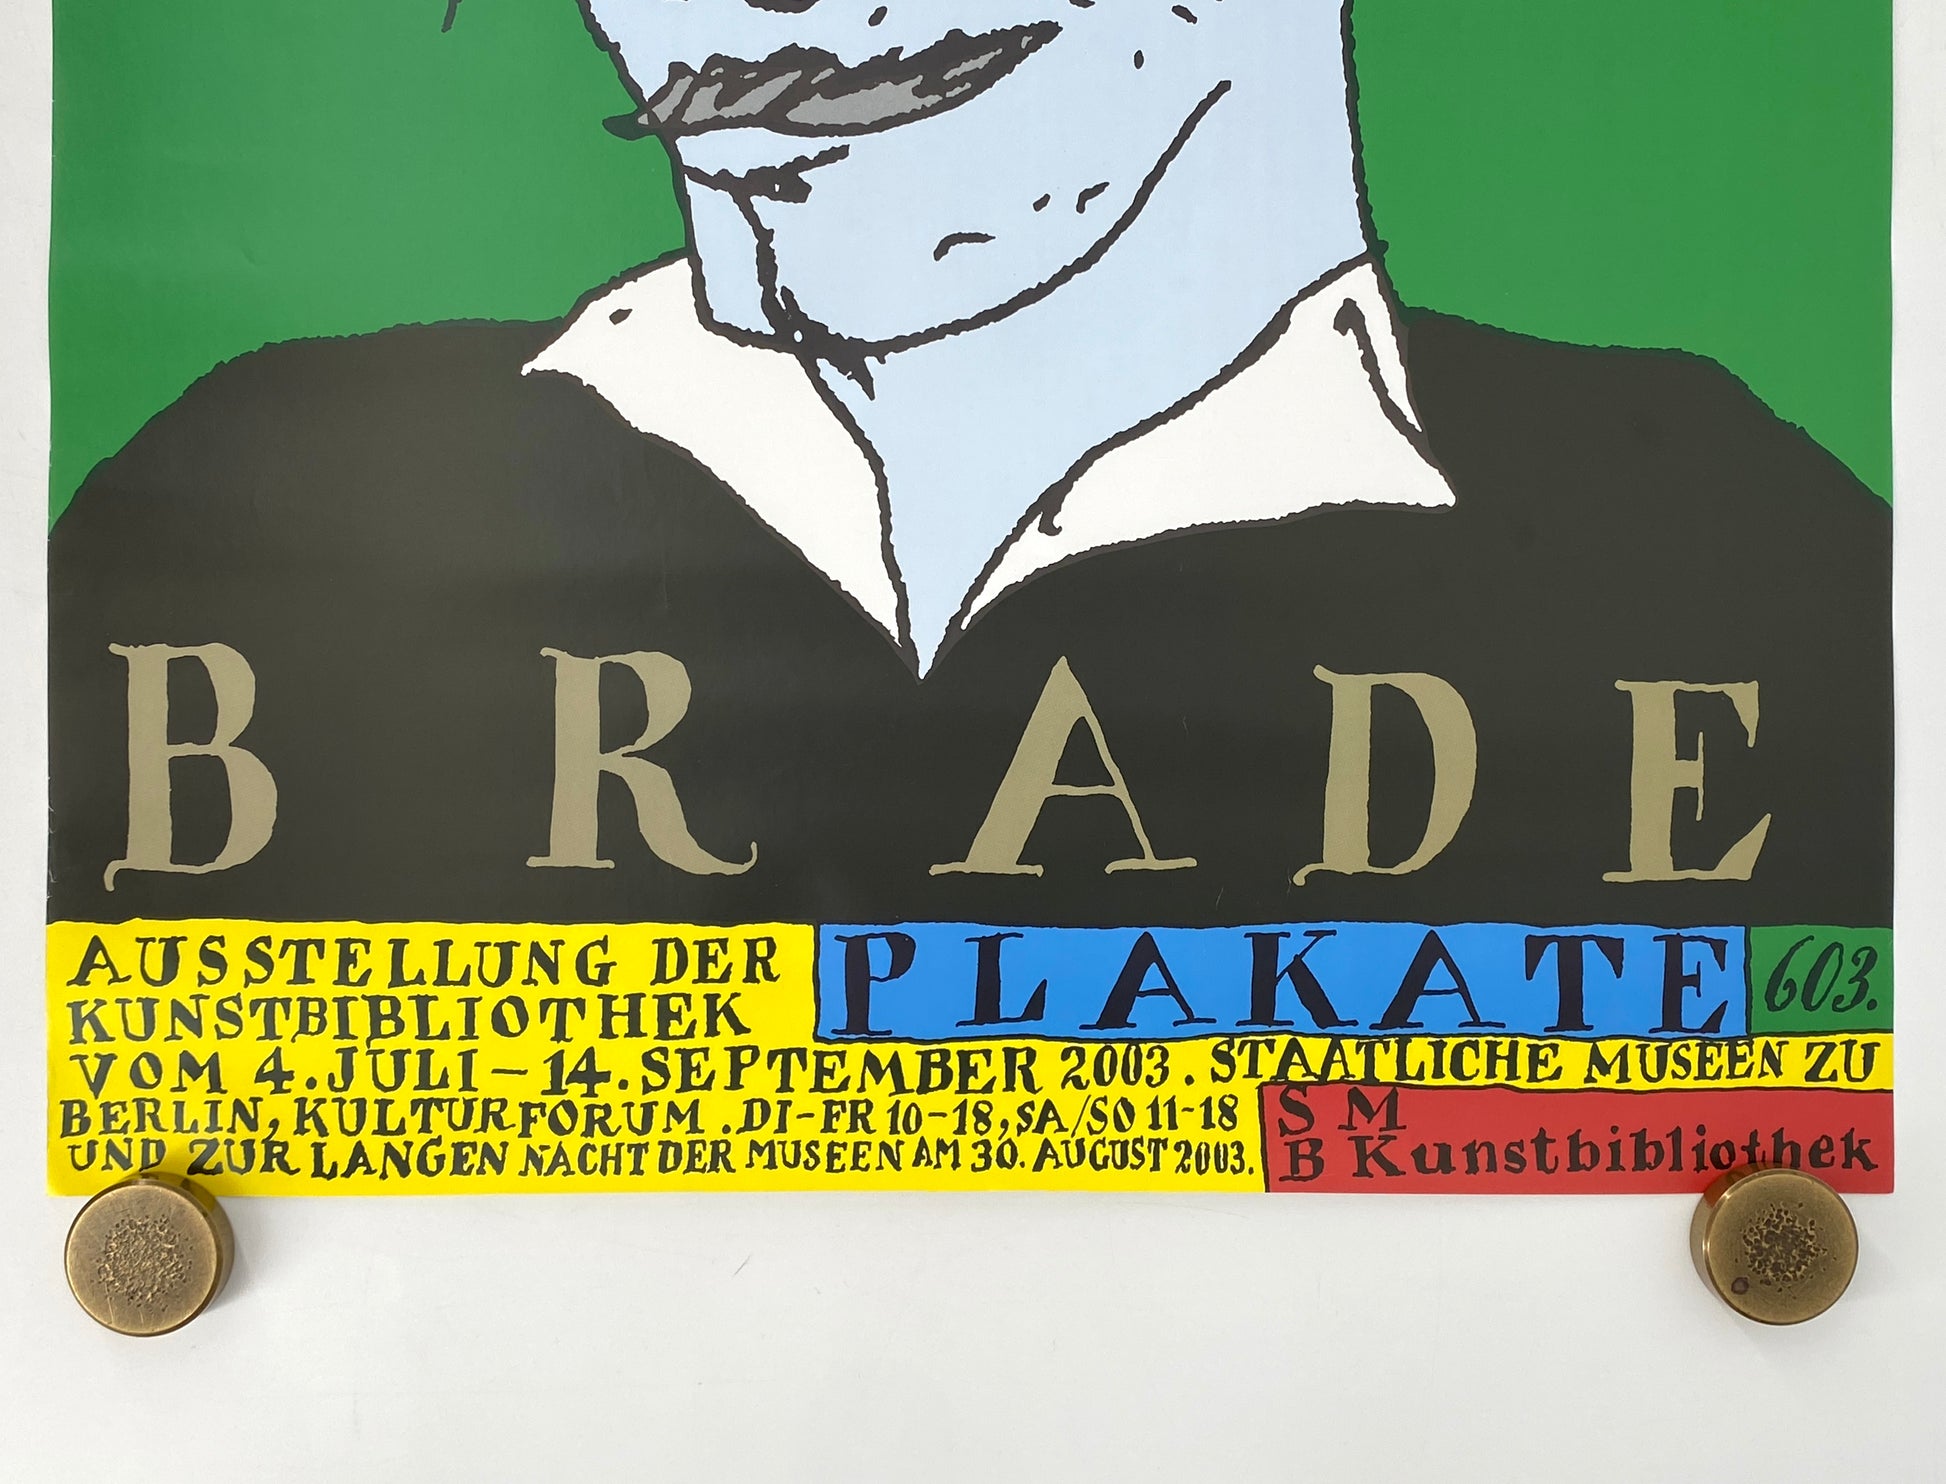 BRADE
AUSSTELLUNG DER
KUNSTBIBLIOTHEK
PLAKATE 603.
VOM 4. JULI – 14. SEPTEMBER 2003. STAATLICHE MUSEEN ZU
BERLIN, KULTURFORUM. DI-FR 10-18, SA/SO 11-18
UND ZUR LANGEN NACHT DER MUSEEN AM 30. AUGUST 2003.
S M
B Kunstbibliothek